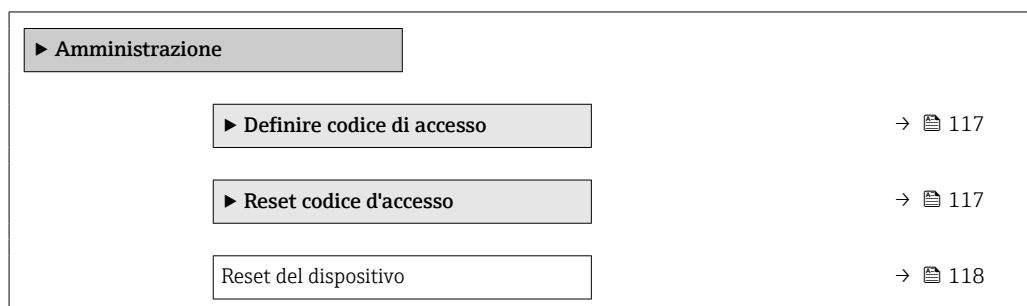 ▶ Amministrazione
▶ Definire codice di accesso → 117
▶ Reset codice d'accesso → 117
Reset del dispositivo → 118